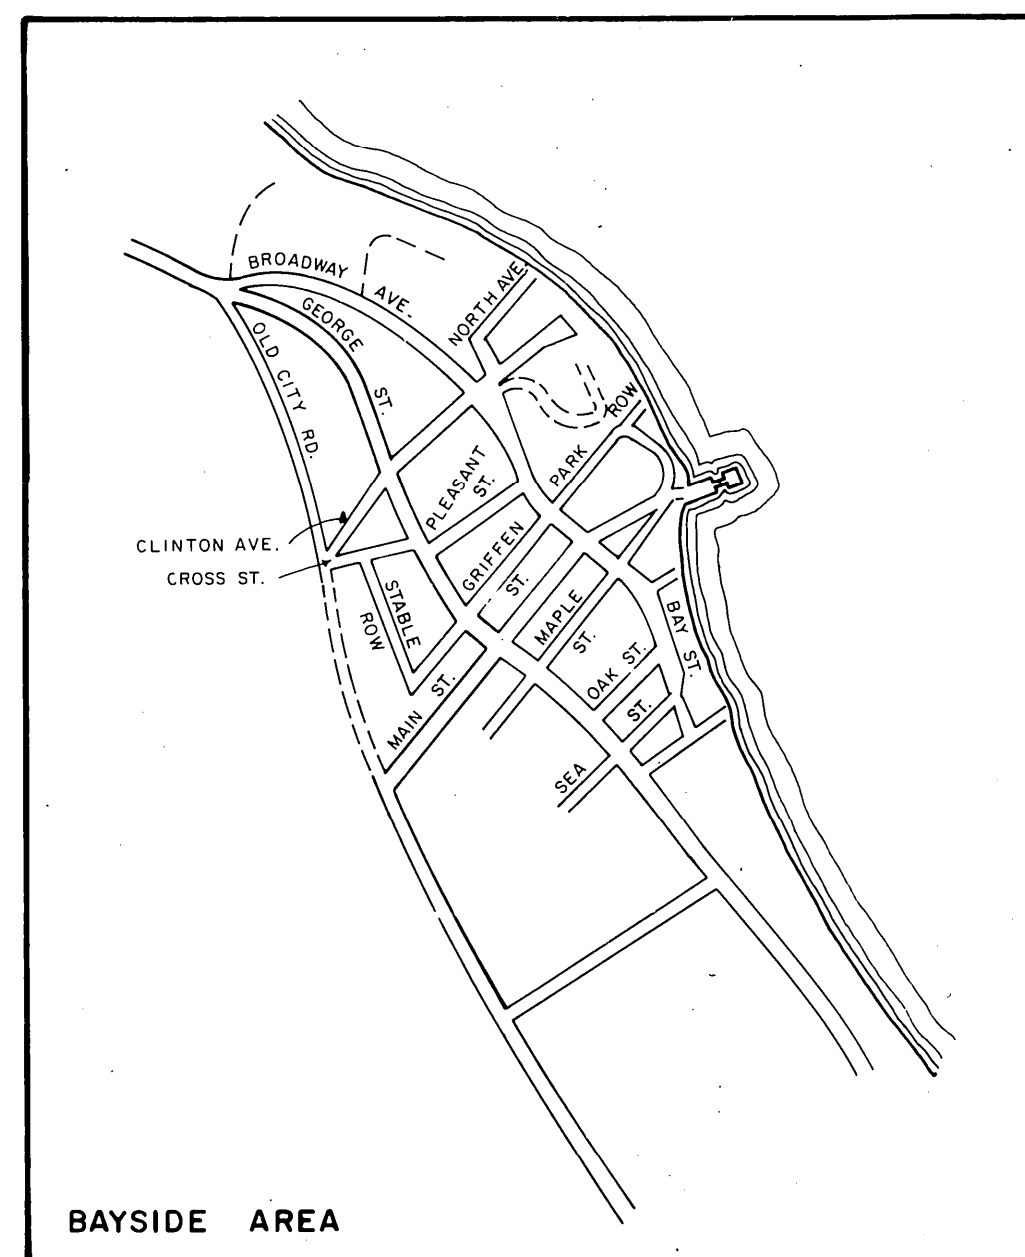 BROADWAY AVE.
NORTH AVE.
GEORGE ST.
OLD CITY RD.
PARK ROW
PLEASANT ST.
CLINTON AVE.
CROSS ST.
GRIFFEN ST.
STABLE ROW
MAPLE ST.
BAY ST.
OAK ST.
MAIN ST.
SEA ST.
BAYSIDE AREA